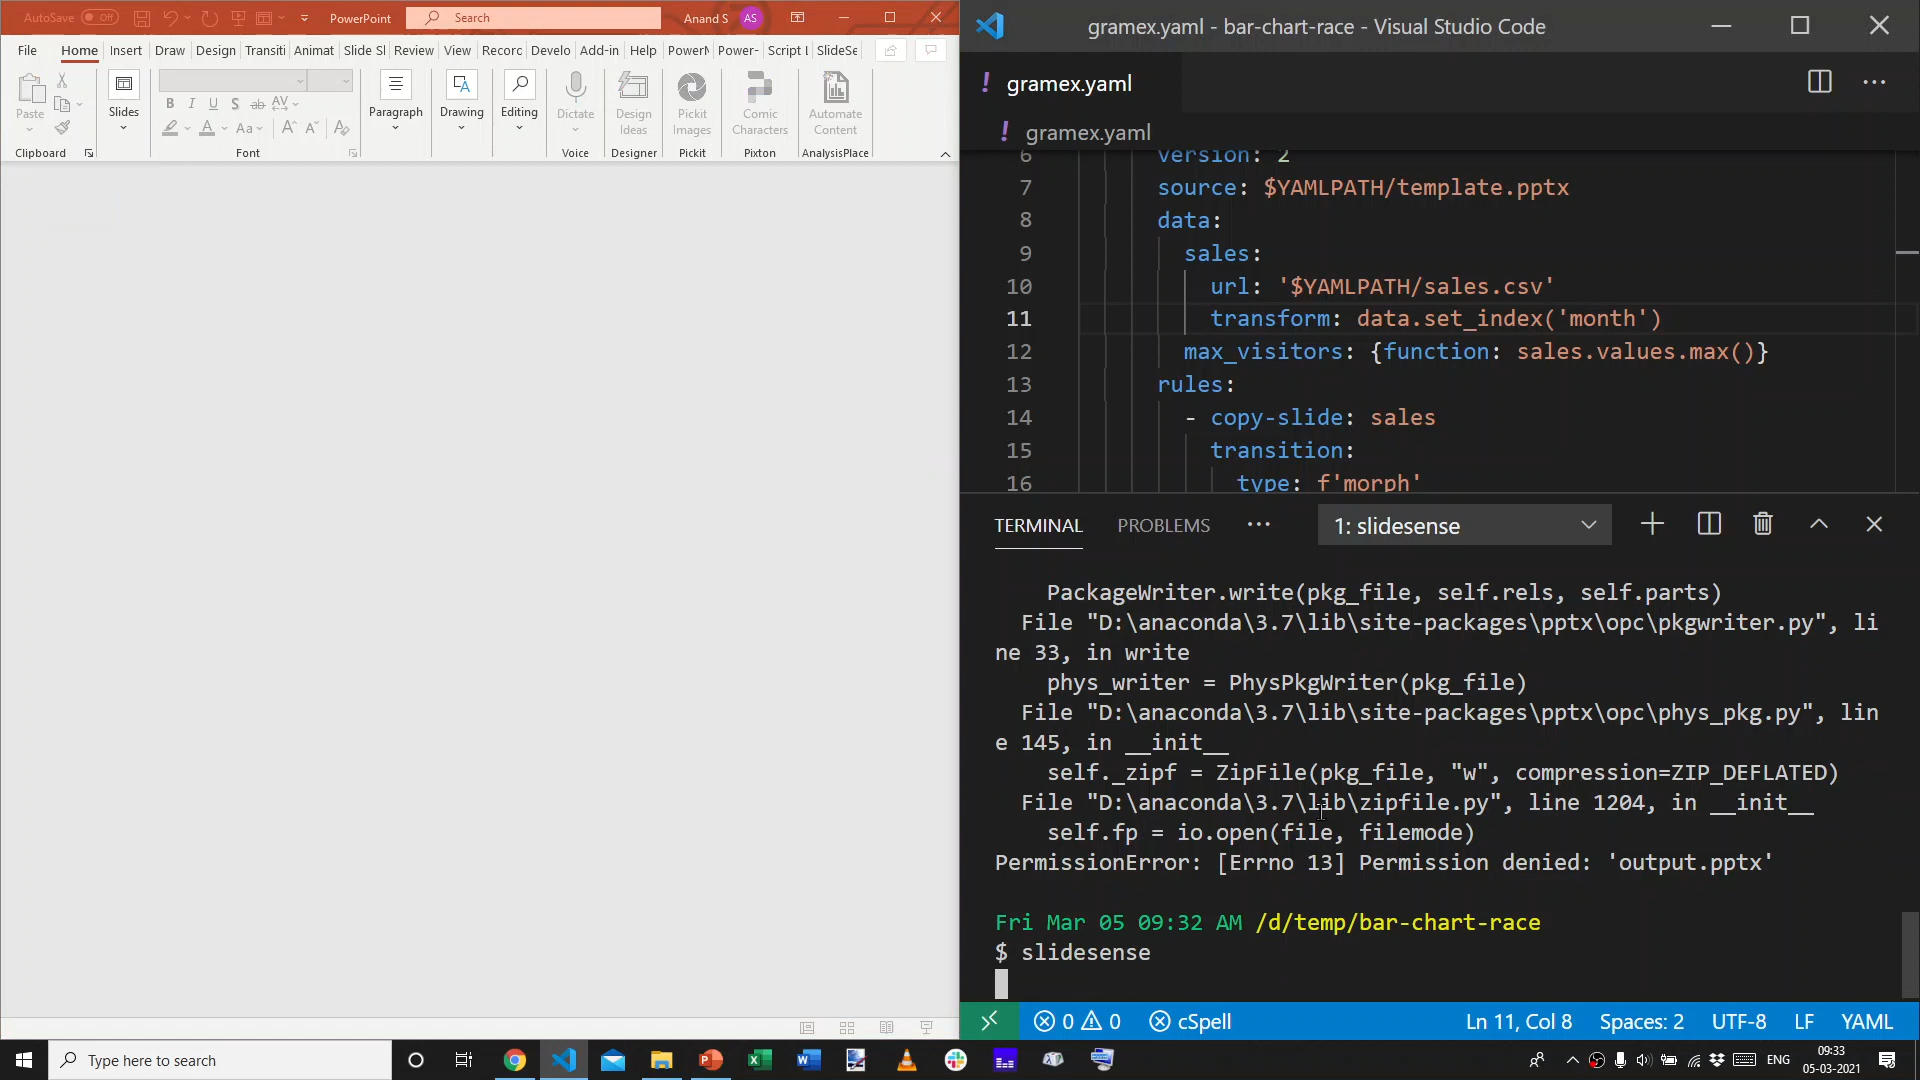 AutoSave Off PowerPoint Search Anand S AS
File Home Insert Draw Design Transiti Animat Slide Sl Review View Recorc Develo Add-in Help PowerN Power- Script L SlideSe
Paste Slides B I U S ab AV Aa A A A Paragraph Drawing Editing Dictate Design Ideas Pickit Images Comic Characters Automate Content
Clipboard Font Voice Designer Pickit Pixton AnalysisPlace
gramex.yaml - bar-chart-race - Visual Studio Code
! gramex.yaml
! gramex.yaml
6 version: 2
7 source: $YAMLPATH/template.pptx
8 data:
9 sales:
10 url: '$YAMLPATH/sales.csv'
11 transform: data.set_index('month')
12 max_visitors: {function: sales.values.max()}
13 rules:
14 - copy-slide: sales
15 transition:
16 type: f'morph'
TERMINAL PROBLEMS ... 1: slidesense
PackageWriter.write(pkg_file, self.rels, self.parts)
File "D:\anaconda\3.7\lib\site-packages\pptx\opc\pkgwriter.py", li
ne 33, in write
phys_writer = PhysPkgWriter(pkg_file)
File "D:\anaconda\3.7\lib\site-packages\pptx\opc\phys_pkg.py", lin
e 145, in __init__
self._zipf = ZipFile(pkg_file, "w", compression=ZIP_DEFLATED)
File "D:\anaconda\3.7\lib\zipfile.py", line 1204, in __init__
self.fp = io.open(file, filemode)
PermissionError: [Errno 13] Permission denied: 'output.pptx'
Fri Mar 05 09:32 AM /d/temp/bar-chart-race
$ slidesense
0 0 cSpell Ln 11, Col 8 Spaces: 2 UTF-8 LF YAML
Type here to search ENG 09:33
05-03-2021